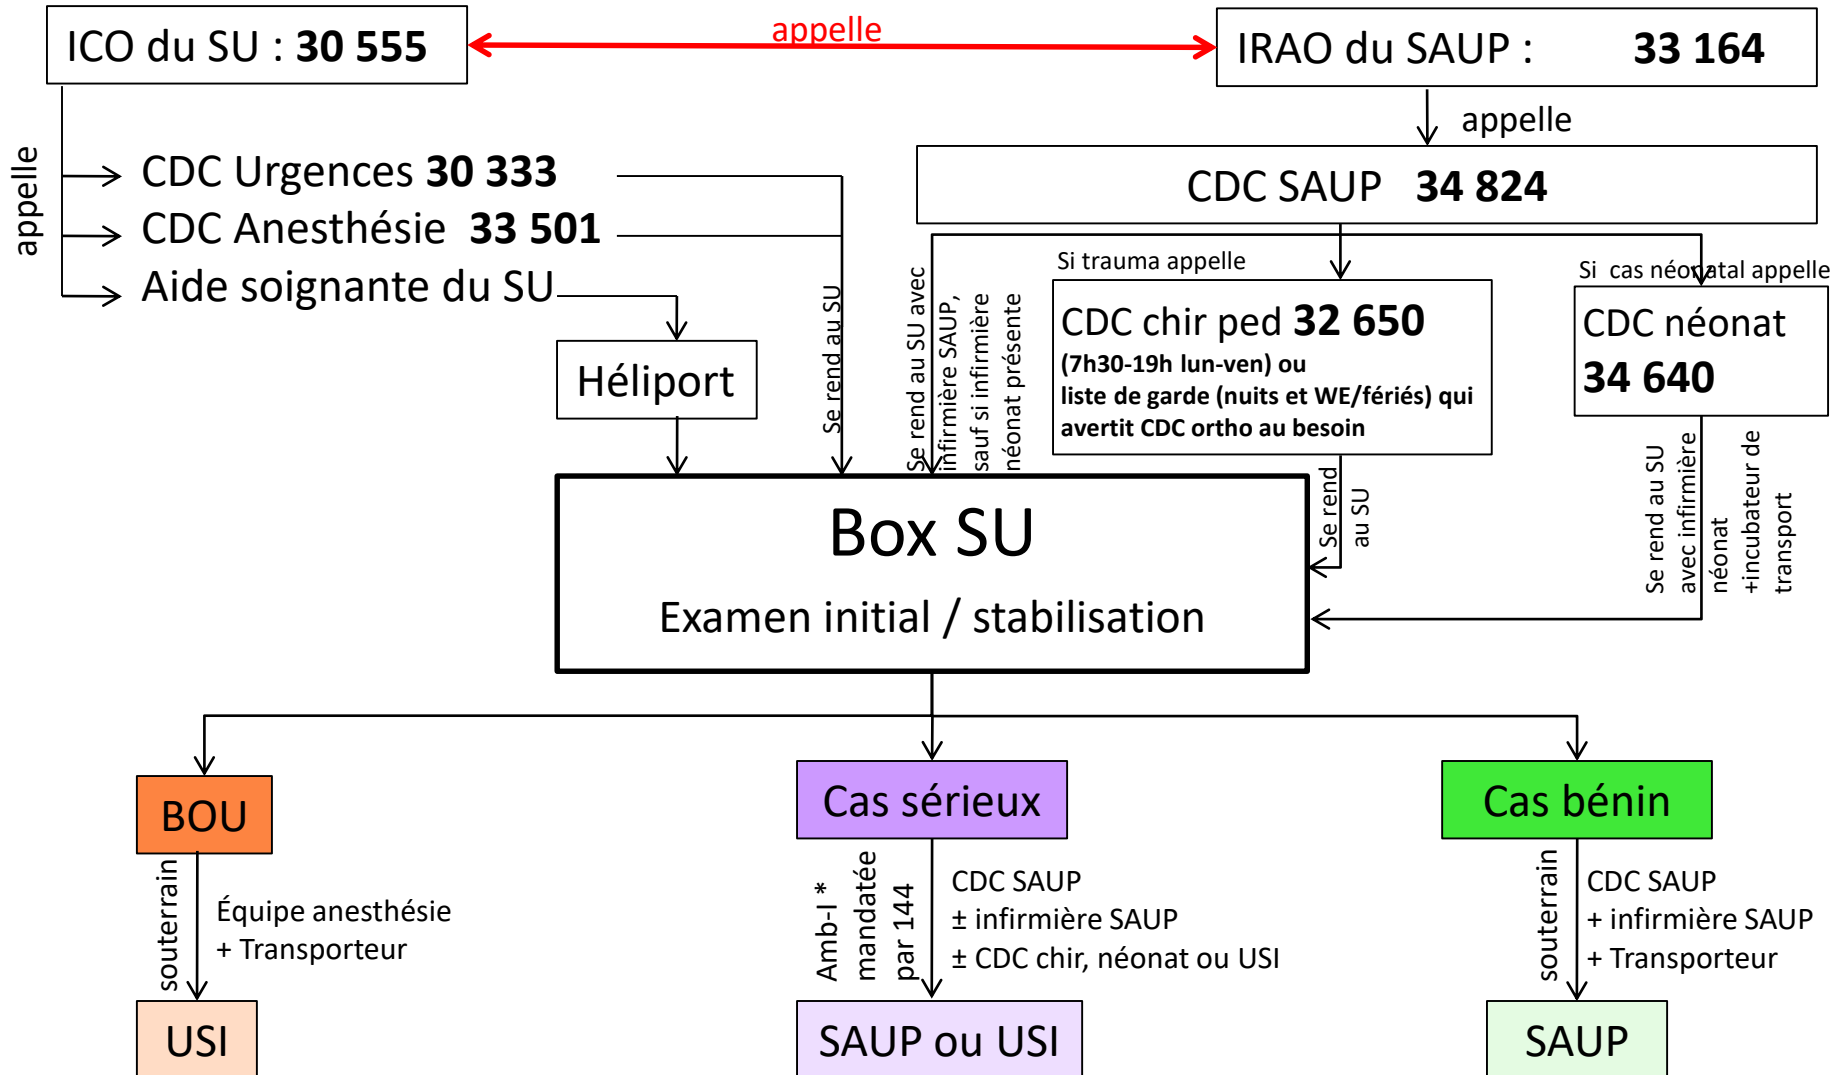 ICO du SU : 30 555
appelle
IRAO du SAUP : 33 164
appelle
appelle
CDC Urgences 30 333
CDC Anesthésie 33 501
Aide soignante du SU
CDC SAUP 34 824
Héliport
Se rend au SU
Se rend au SU avec
infirmière SAUP,
sauf si infirmière
néonat présente
Si trauma appelle
CDC chir ped 32 650
(7h30-19h lun-ven) ou
liste de garde (nuits et WE/fériés) qui
avertit CDC ortho au besoin
Se rend
au SU
Si cas néonatal appelle
CDC néonat
34 640
Se rend au SU
avec infirmière
néonat
+incubateur de
transport
Box SU
Examen initial / stabilisation
BOU
souterrain
Équipe anesthésie
+ Transporteur
USI
Cas sérieux
Amb-I *
mandatée
par 144
CDC SAUP
± infirmière SAUP
± CDC chir, néonat ou USI
SAUP ou USI
Cas bénin
souterrain
CDC SAUP
+ infirmière SAUP
+ Transporteur
SAUP